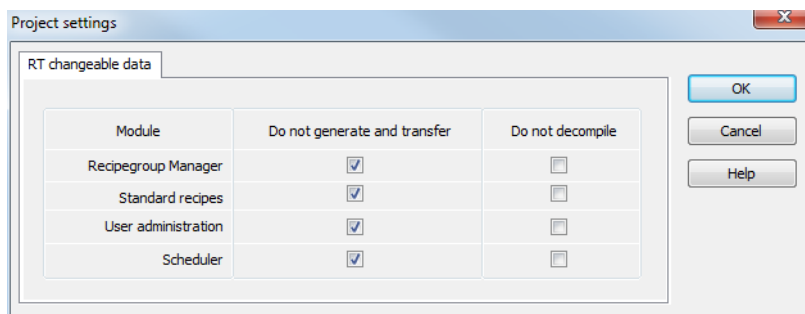 Project settings
RT changeable data
OK
Module Do not generate and transfer Do not decompile
Cancel
Recipegroup Manager
Help
Standard recipes
User administration
Scheduler